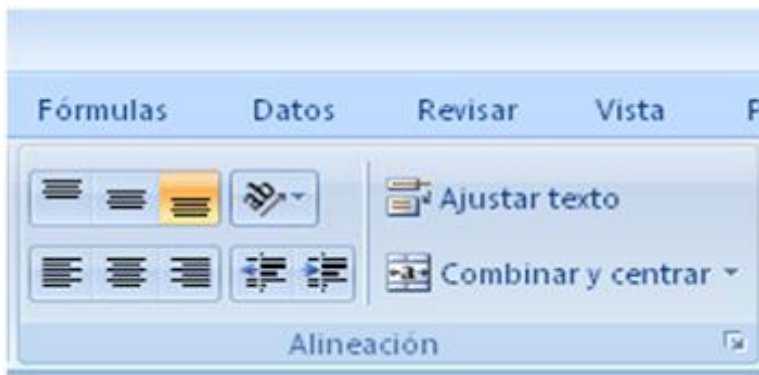 Fórmulas Datos Revisar Vista
Ajustar texto
Combinar y centrar
Alineación